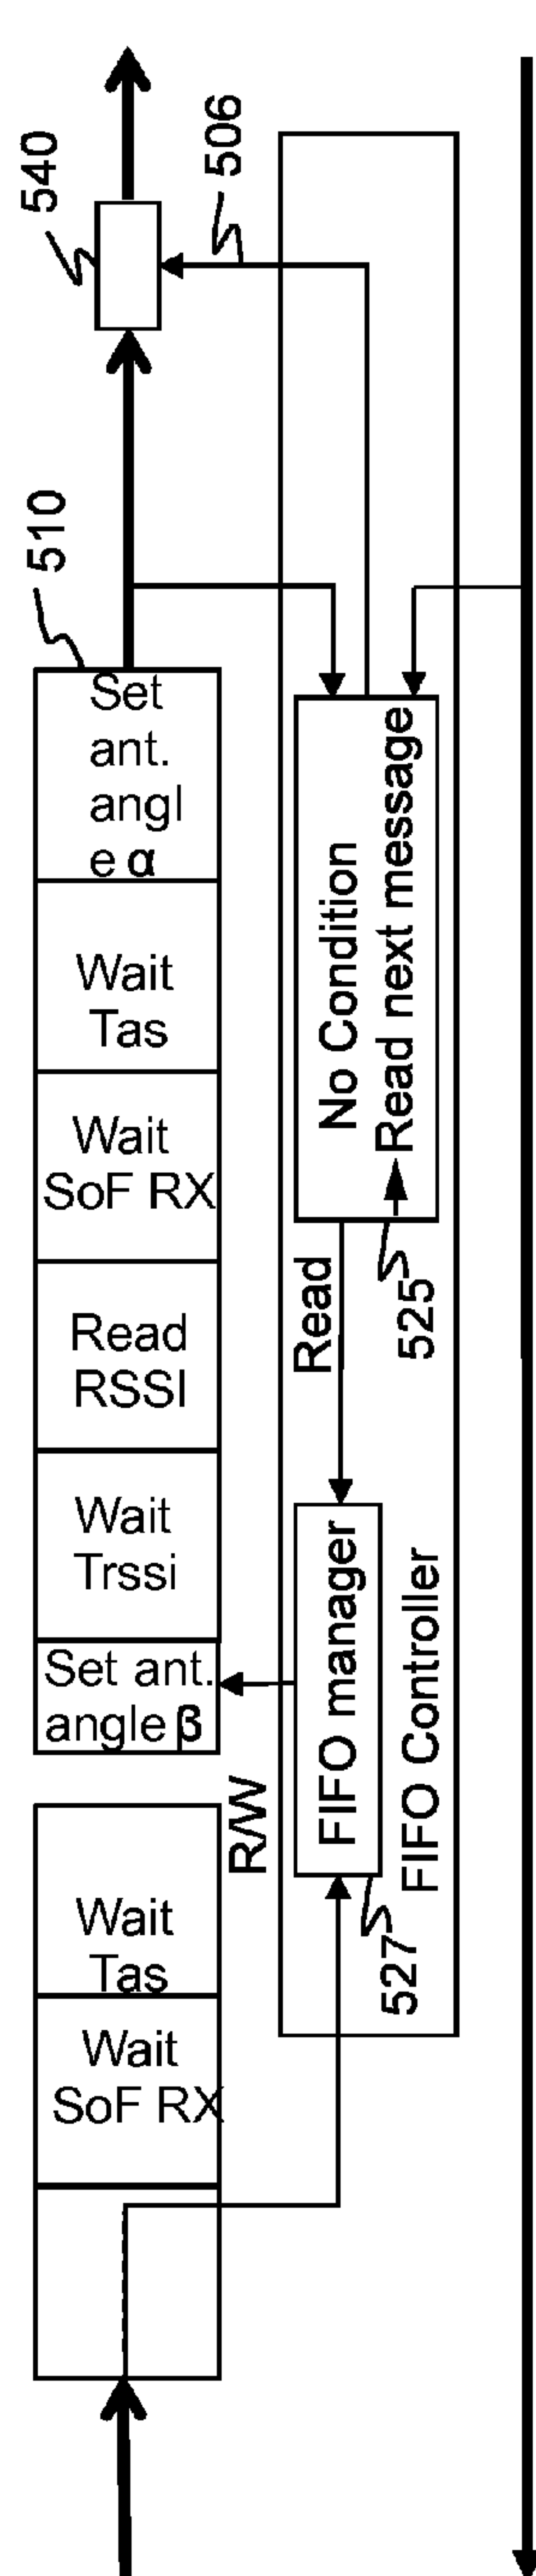 540
506
510
Set
ant.
angl
e α
Wait
Tas
Wait
SoF RX
Read
RSSI
Wait
Trssi
Set ant.
angle β
Wait
Tas
Wait
SoF RX
No Condition
Read next message
525
Read
FIFO manager
FIFO Controller
R/W
527